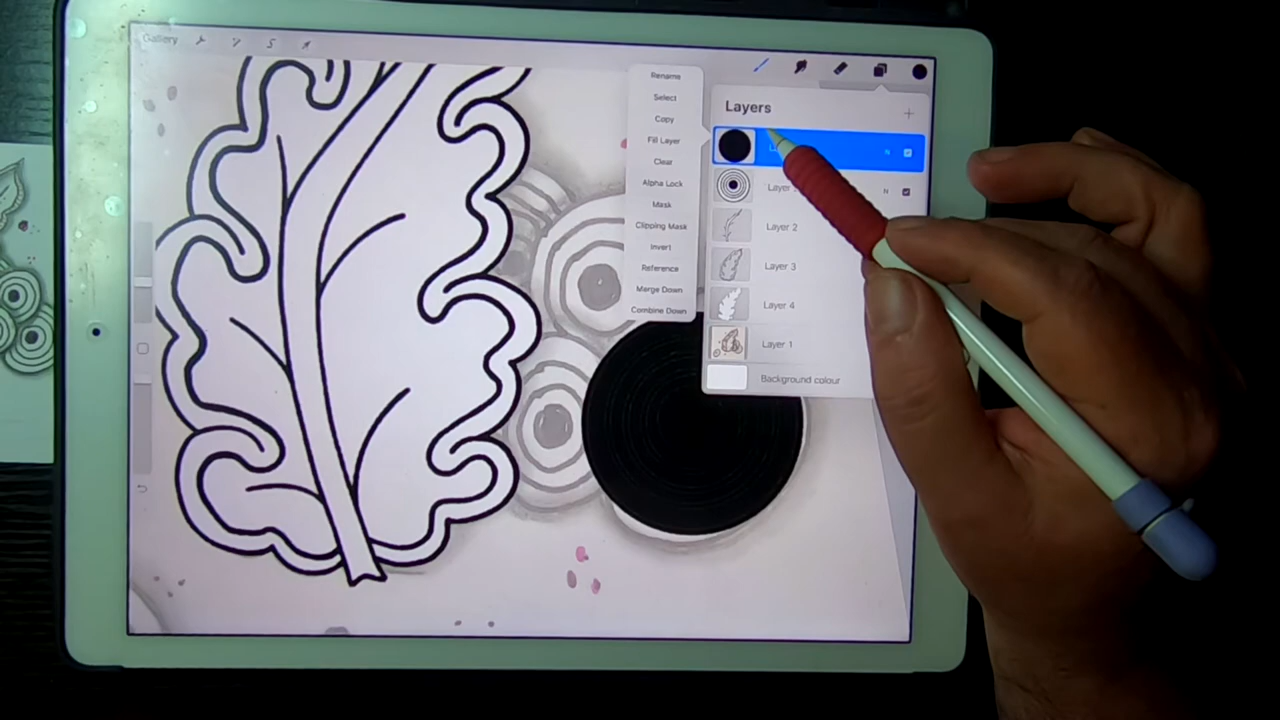 Gallery
Rename
Select
Copy
Fill Layer
Clear
Alpha Lock
Mask
Clipping Mask
Invert
Reference
Merge Down
Combine Down
Layers
N
Layer
N
Layer 2
Layer 3
Layer 4
Layer 1
Background colour